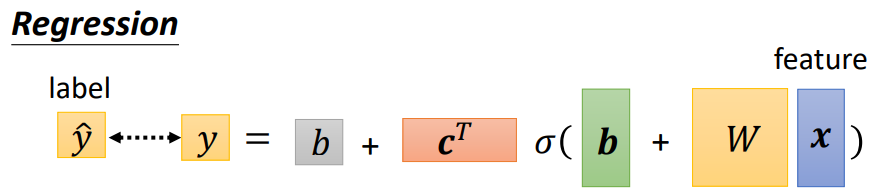 Regression
feature
label
ŷ y = b + cᵀ σ( b + W x )